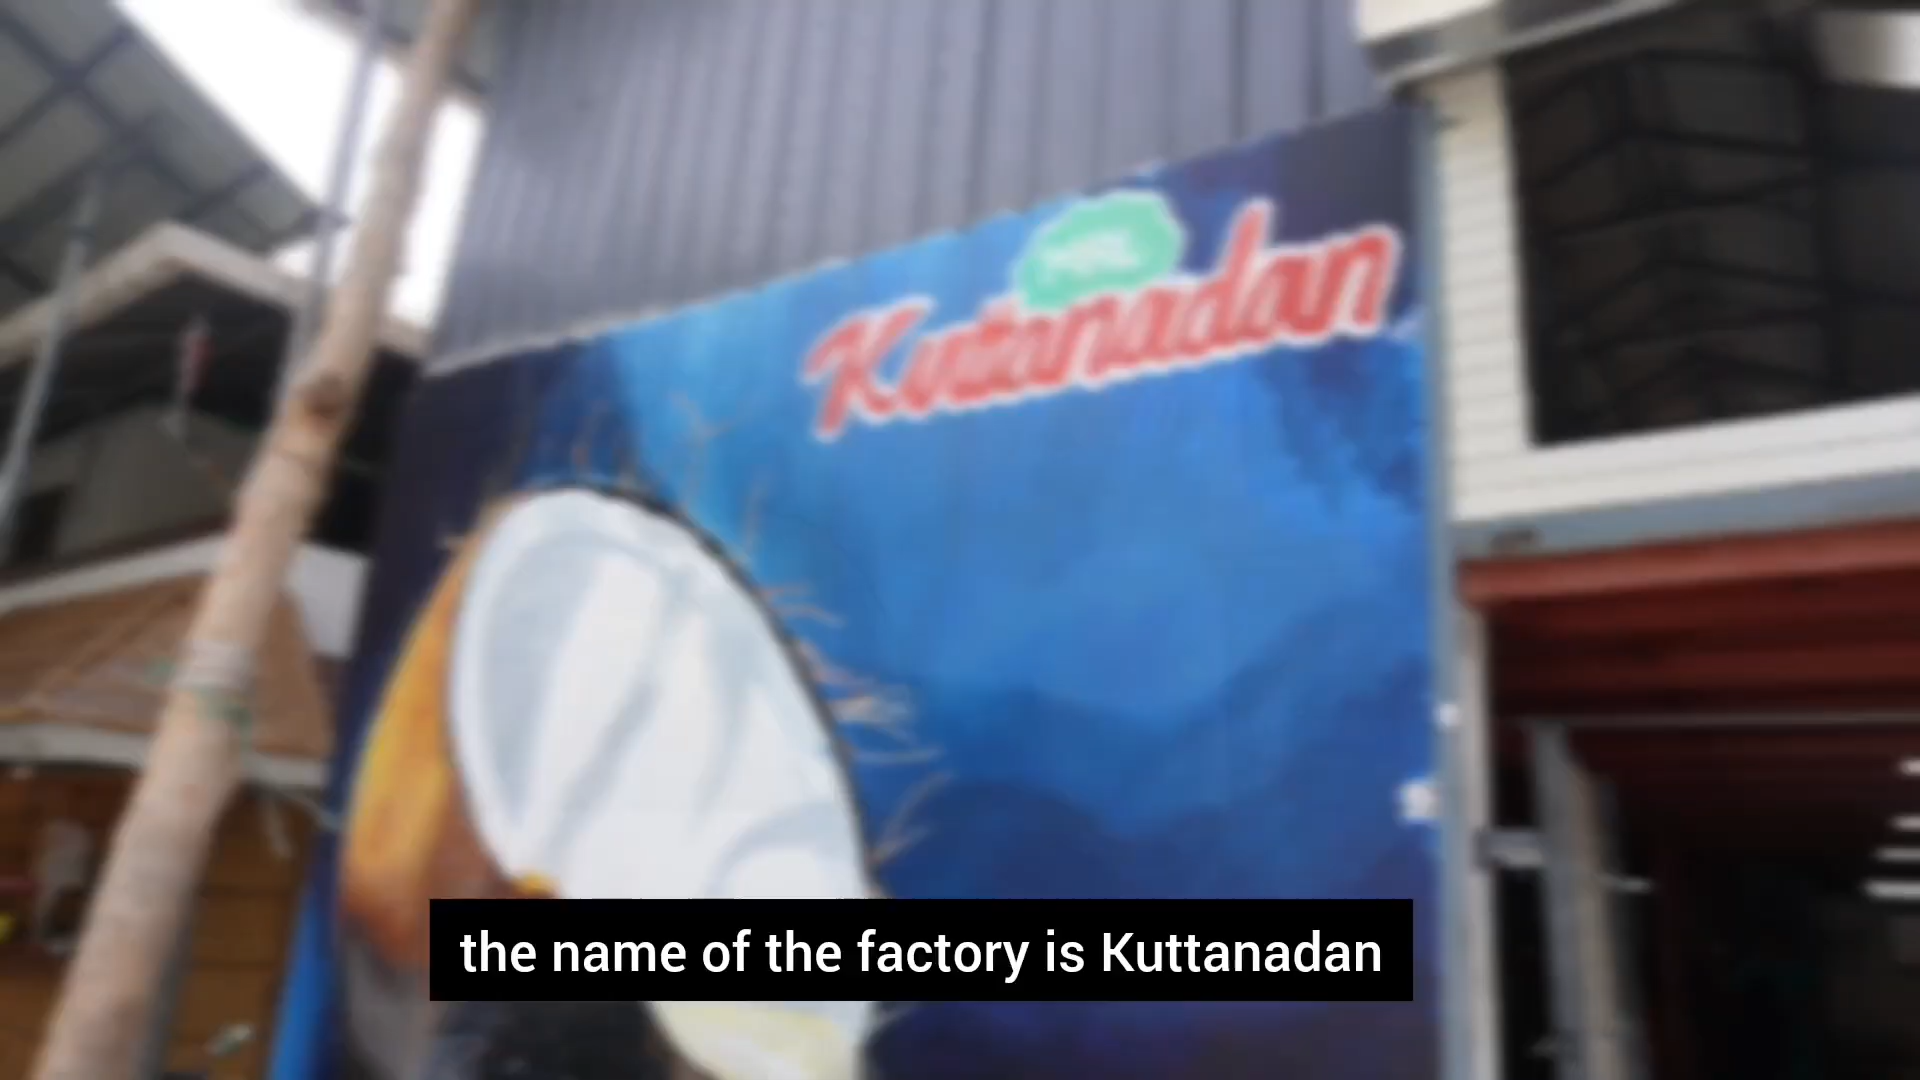 Kuttanadan
the name of the factory is Kuttanadan